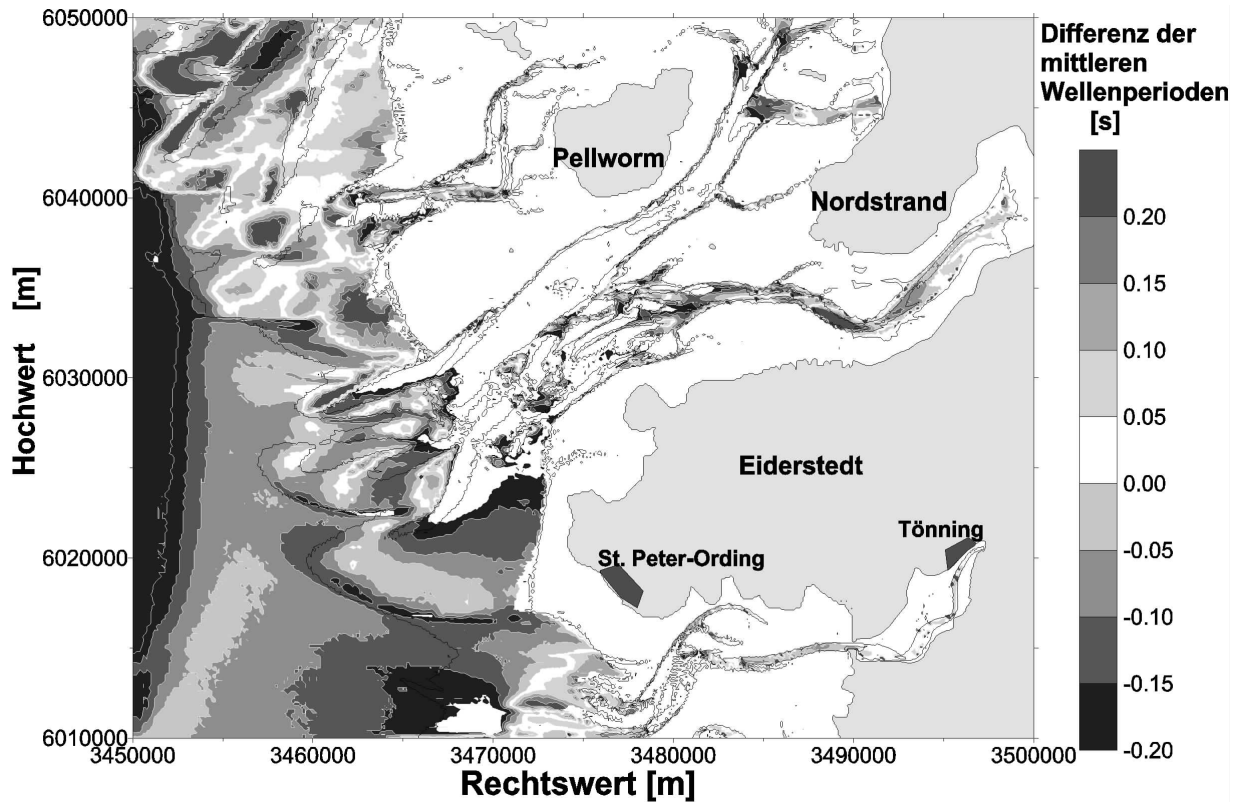 Differenz der
mittleren
Wellenperioden
[s]
0.20
0.15
0.10
0.05
0.00
-0.05
-0.10
-0.15
-0.20
Hochwert [m]
6050000
6040000
6030000
6020000
6010000
Pellworm
Nordstrand
Eiderstedt
Tönning
St. Peter-Ording
3450000 3460000 3470000 3480000 3490000 3500000
Rechtswert [m]